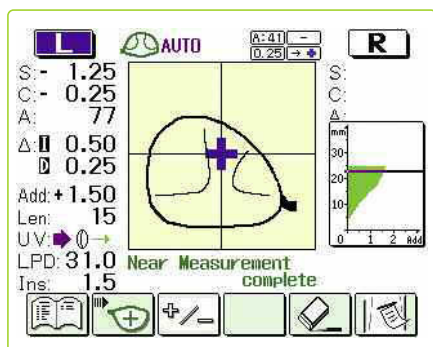 L AUTO A:41 - R
0.25 → +
S:- 1.25 S:
C:- 0.25 C:
A: 77 A:
Δ: I 0.50
D 0.25
mm
30
20
10
0 1 2 Add
Add:+ 1.50
Len: 15
UV:
LPD: 31.0
Ins: 1.5
Near Measurement
complete
+/-